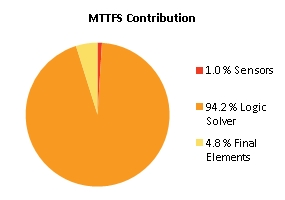 MTTFS Contribution
1.0 % Sensors
94.2 % Logic
Solver
4.8 % Final
Elements